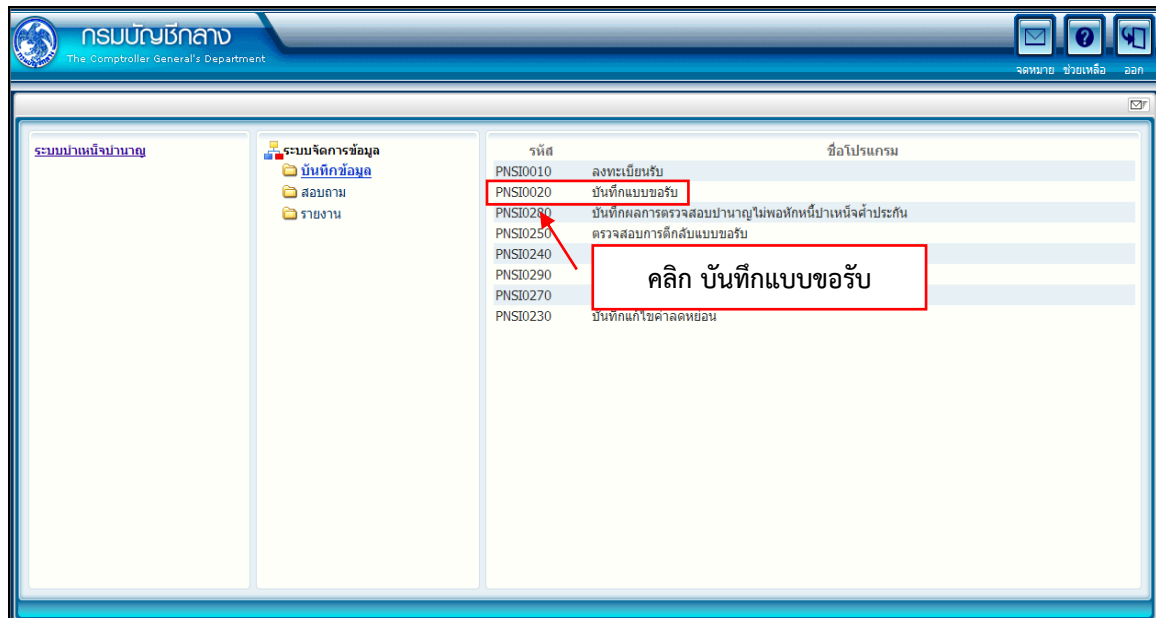 กรมบัญชีกลาง
The Comptroller General's Department
จดหมาย ช่วยเหลือ ออก
ระบบบำเหน็จบำนาญ
ระบบจัดการข้อมูล
บันทึกข้อมูล
สอบถาม
รายงาน
รหัส ชื่อโปรแกรม
PNSI0010 ลงทะเบียนรับ
PNSI0020 บันทึกแบบขอรับ
PNSI0280 บันทึกผลการตรวจสอบบำนาญไม่พอหักหนี้บำเหน็จค้ำประกัน
PNSI0250 ตรวจสอบการตีกลับแบบขอรับ
PNSI0240
PNSI0290
PNSI0270
PNSI0230 บันทึกแก้ไขค่าลดหย่อน
คลิก บันทึกแบบขอรับ